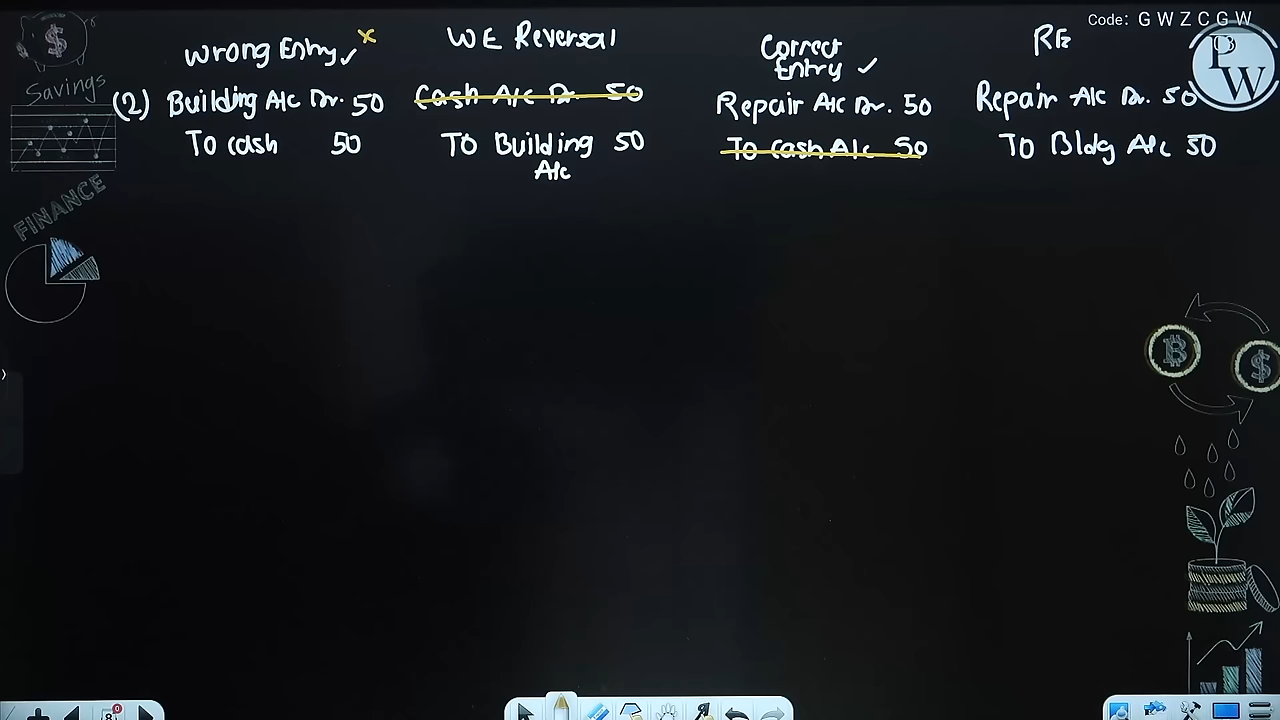 Code: G W Z C G W
Wrong Entry ✓ x
WE Reversal
Correct
Entry ✓
RE
Savings
(2) Building A/c Dr. 50
To cash 50
Cash A/c Dr. 50
To Building 50
A/c
Repair A/c Dr. 50
To Cash A/c 50
Repair A/c Dr. 50
To Bldg A/c 50
PW
FINANCE